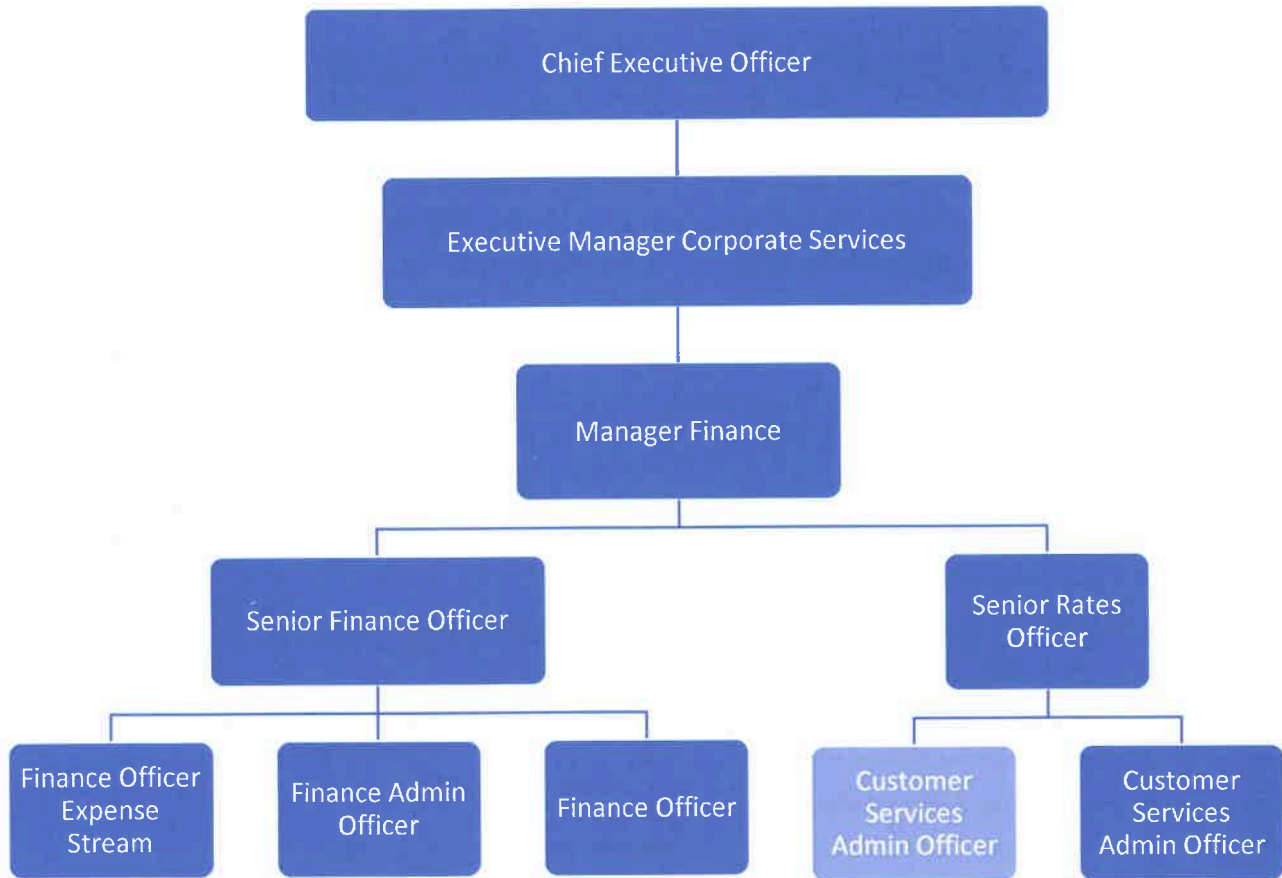 Chief Executive Officer
Executive Manager Corporate Services
Manager Finance
Senior Finance Officer
Senior Rates
Officer
Finance Officer
Expense
Stream
Finance Admin
Officer
Finance Officer
Customer
Services
Admin Officer
Customer
Services
Admin Officer